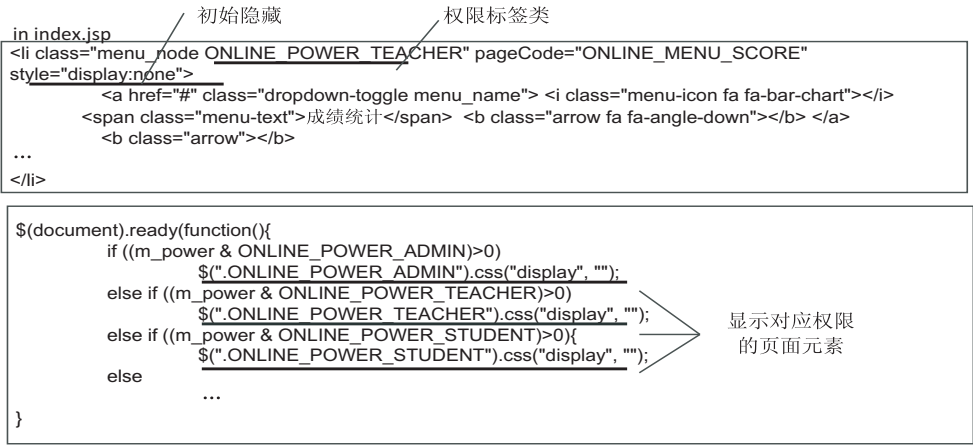 初始隐藏
权限标签类
in index.jsp
<li class="menu_node ONLINE_POWER_TEACHER" pageCode="ONLINE_MENU_SCORE"
style="display:none">
<a href="#" class="dropdown-toggle menu_name"> <i class="menu-icon fa fa-bar-chart"></i>
<span class="menu-text">成绩统计</span> <b class="arrow fa fa-angle-down"></b> </a>
<b class="arrow"></b>
...
</li>
$(document).ready(function(){
if ((m_power & ONLINE_POWER_ADMIN)>0)
$(".ONLINE_POWER_ADMIN").css("display", "");
else if ((m_power & ONLINE_POWER_TEACHER)>0)
$(".ONLINE_POWER_TEACHER").css("display", "");
else if ((m_power & ONLINE_POWER_STUDENT)>0){
$(".ONLINE_POWER_STUDENT").css("display", "");
else
...
}
显示对应权限
的页面元素